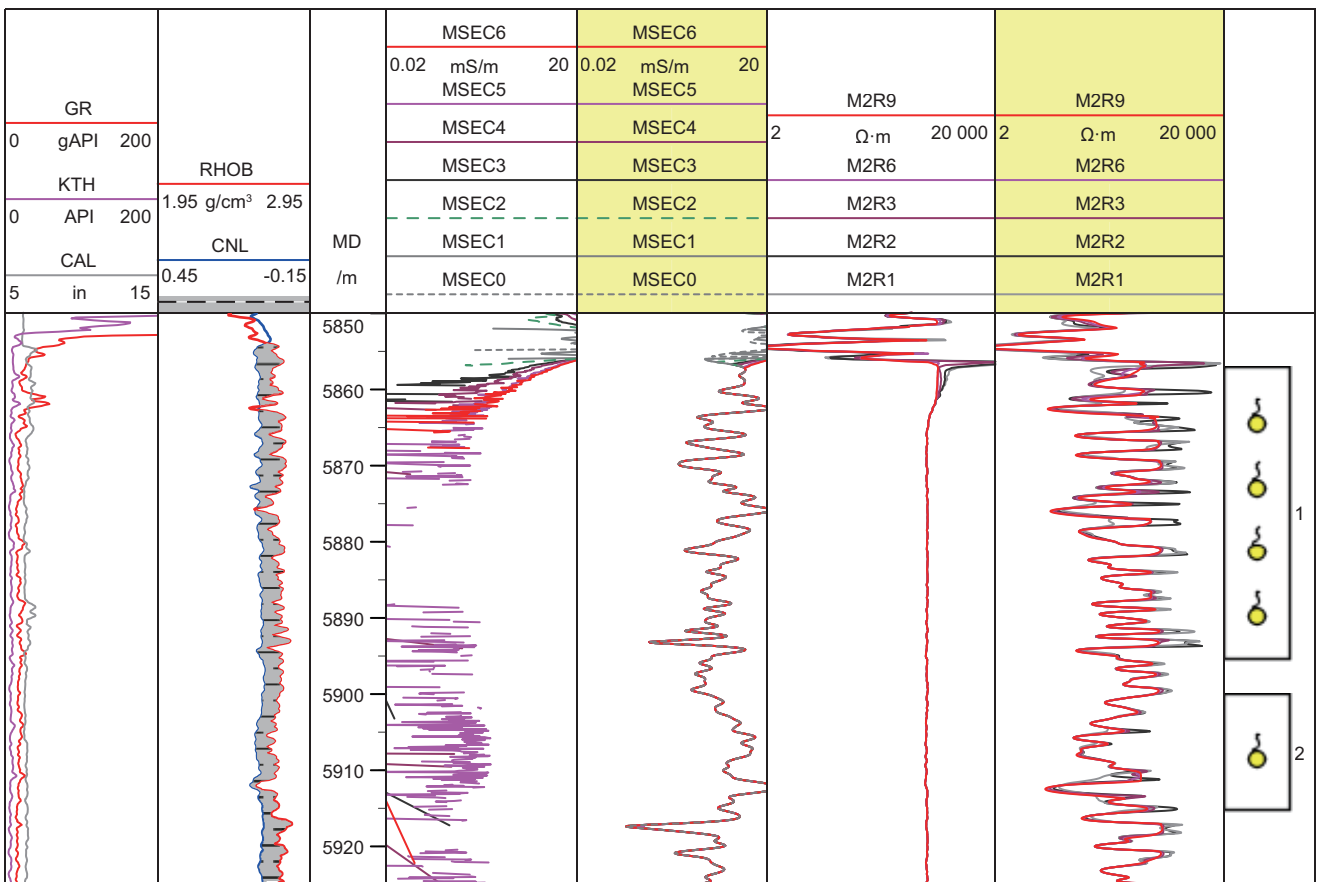 GR
0 gAPI 200
KTH
0 API 200
CAL
5 in 15
RHOB
1.95 g/cm³ 2.95
CNL
0.45 -0.15
MD
/m
MSEC6
0.02 mS/m 20
MSEC5
MSEC4
MSEC3
MSEC2
MSEC1
MSEC0
MSEC6
0.02 mS/m 20
MSEC5
MSEC4
MSEC3
MSEC2
MSEC1
MSEC0
M2R9
2 Ω·m 20 000
M2R6
M2R3
M2R2
M2R1
M2R9
2 Ω·m 20 000
M2R6
M2R3
M2R2
M2R1
5850
5860
5870
5880
5890
5900
5910
5920
1
2